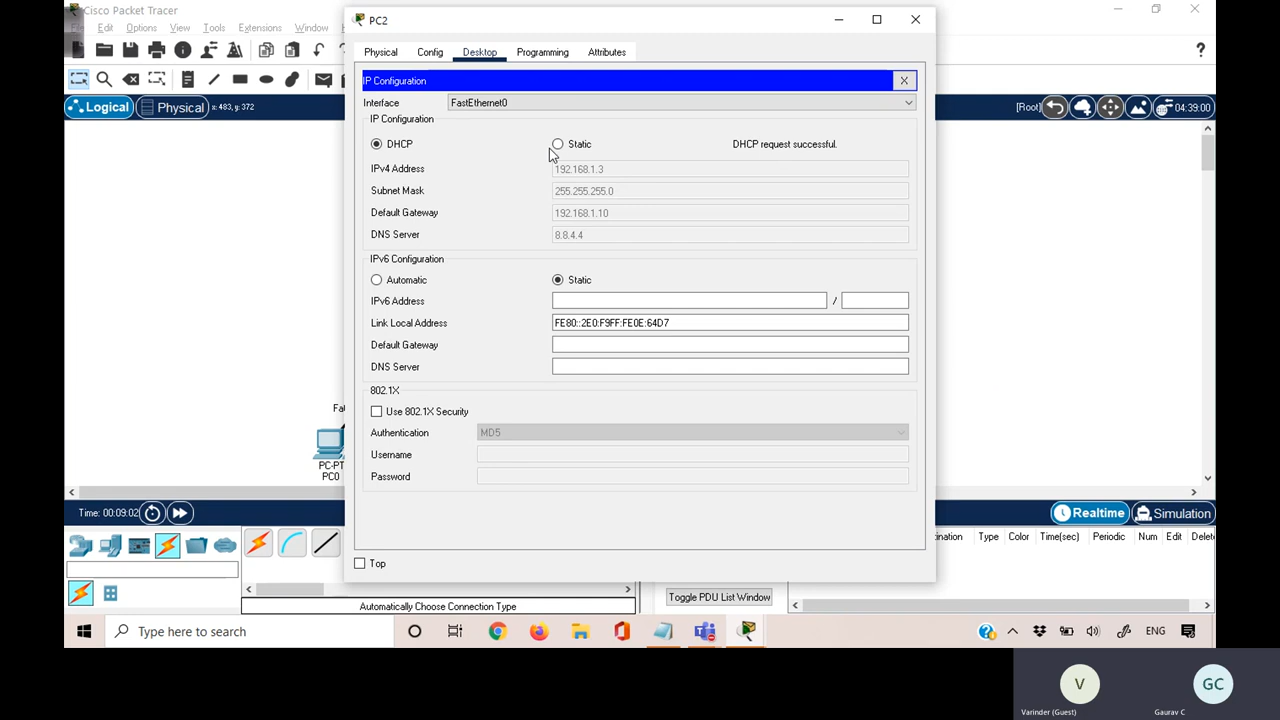 Cisco Packet Tracer
PC2
File Edit Options View Tools Extensions Window
Physical Config Desktop Programming Attributes
?
IP Configuration X
Logical Physical x: 483, y: 372
[Root] 04:39:00
Interface FastEthernet0
IP Configuration
DHCP Static DHCP request successful.
IPv4 Address 192.168.1.3
Subnet Mask 255.255.255.0
Default Gateway 192.168.1.10
DNS Server 8.8.4.4
IPv6 Configuration
Automatic Static
IPv6 Address /
Link Local Address FE80::2E0:F9FF:FE0E:64D7
Default Gateway
DNS Server
802.1X
Use 802.1X Security
Authentication MD5
Username
Password
Top
Fa0
PC-PT
PC0
Time: 00:09:02
Realtime Simulation
ination Type Color Time(sec) Periodic Num Edit Delete
Automatically Choose Connection Type
Toggle PDU List Window
Type here to search
ENG
V
GC
Varinder (Guest)
Gaurav C